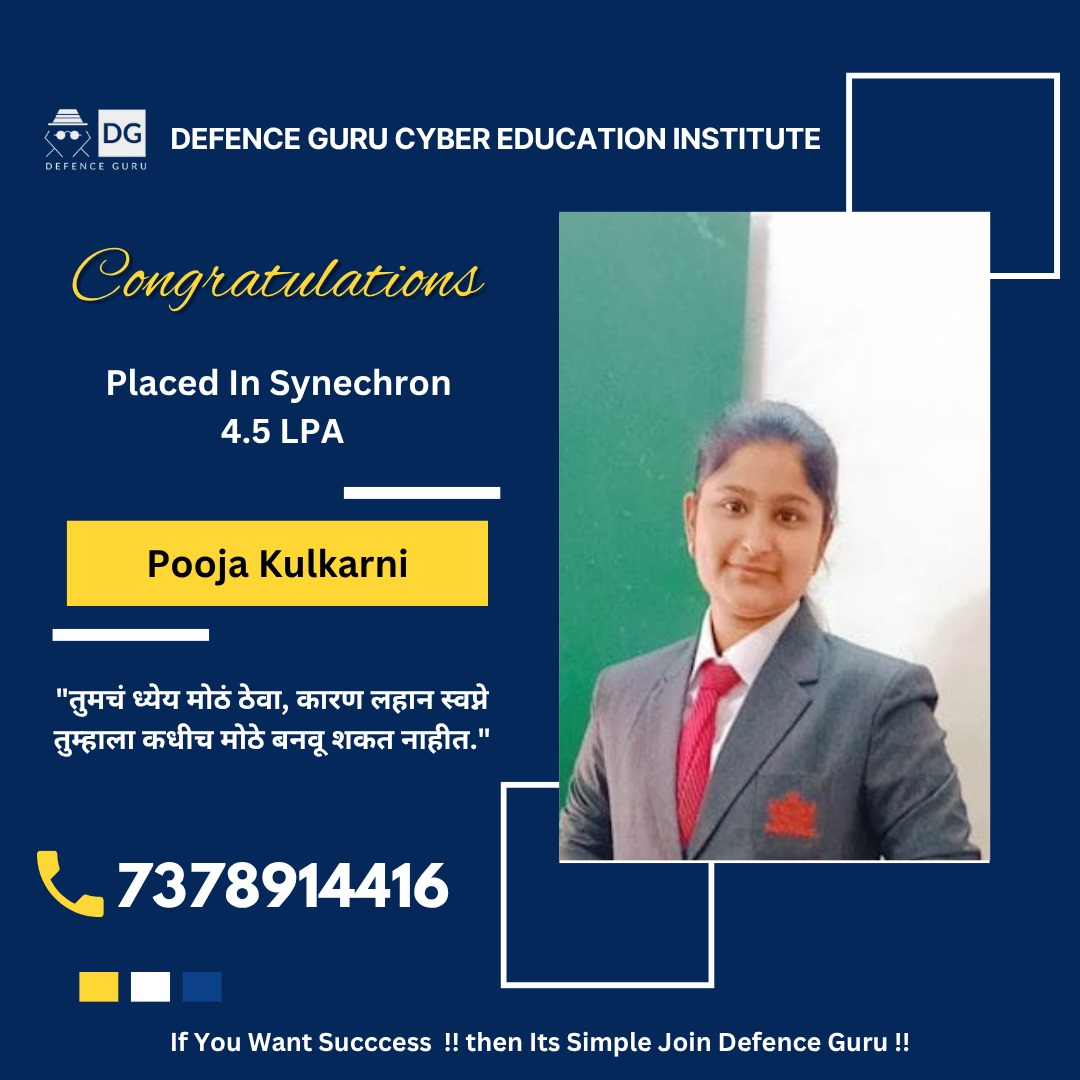 DG
DEFENCE GURU
DEFENCE GURU CYBER EDUCATION INSTITUTE
Congratulations
Placed In Synechron
4.5 LPA
Pooja Kulkarni
"तुमचं ध्येय मोठं ठेवा, कारण लहान स्वप्ने
तुम्हाला कधीच मोठे बनवू शकत नाहीत."
7378914416
If You Want Succcess !! then Its Simple Join Defence Guru !!